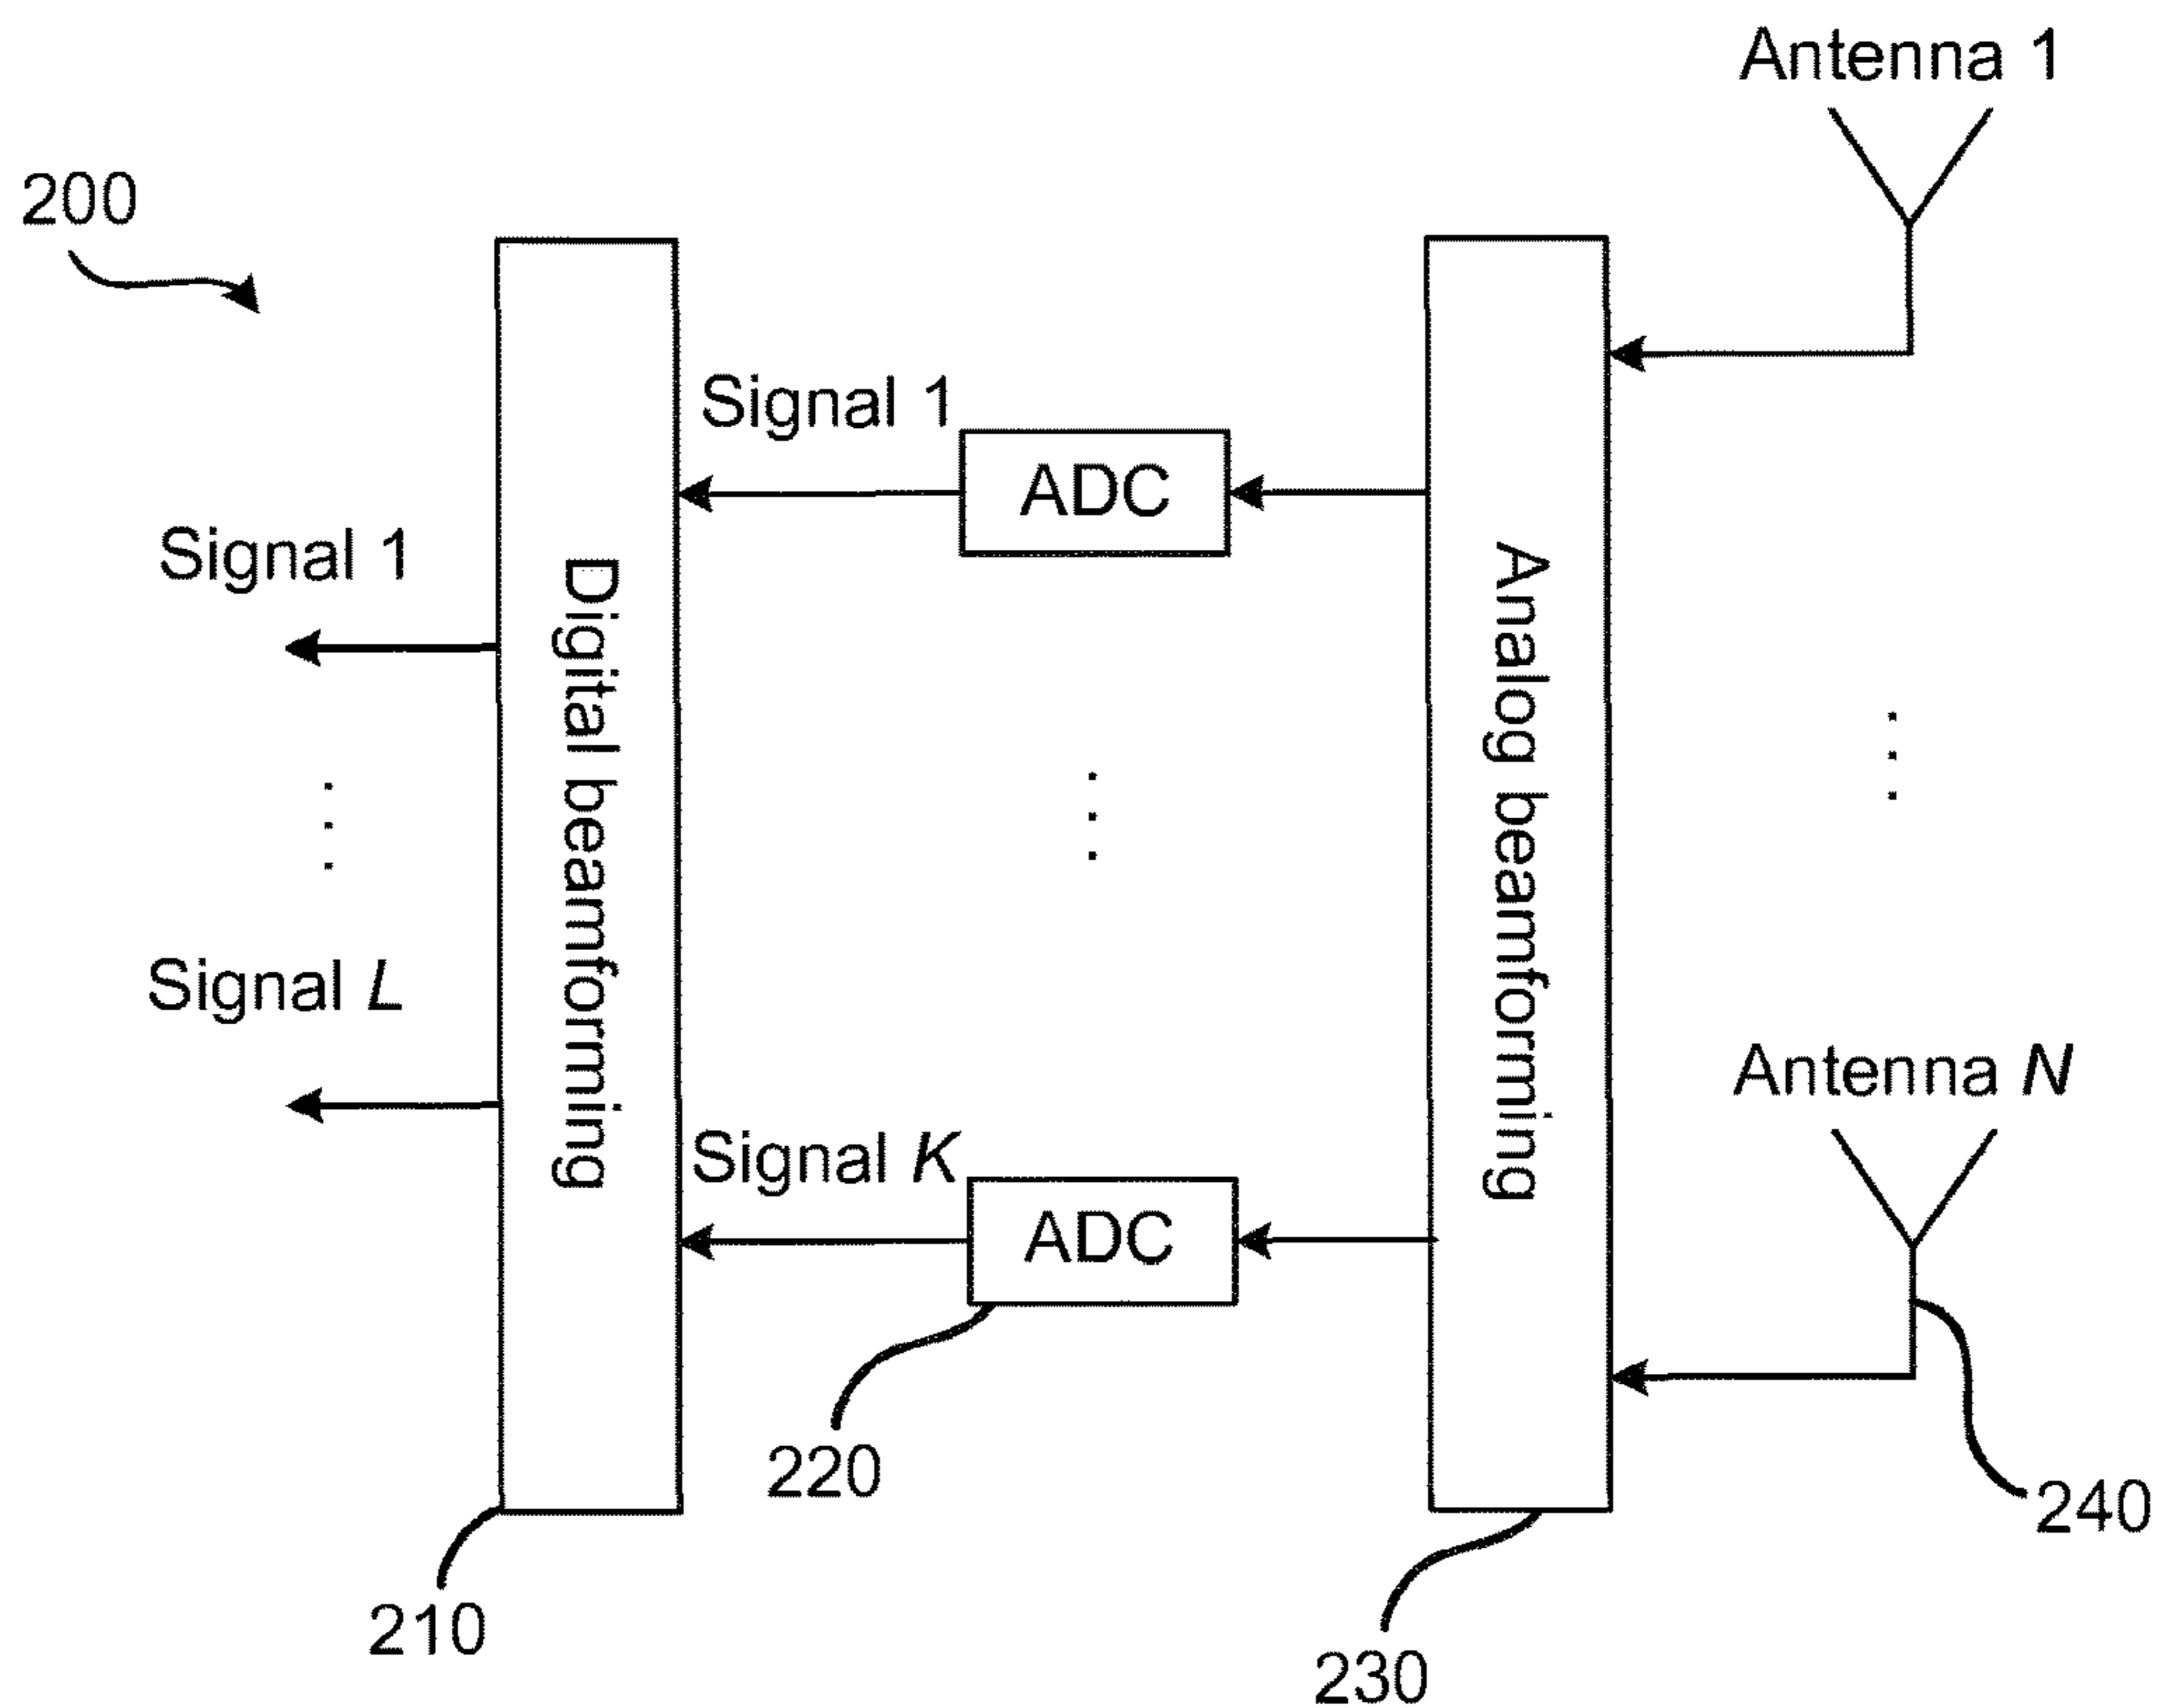 Antenna 1
200
Signal 1
ADC
Signal 1
Digital beamforming
Analog beamforming
Signal L
Antenna N
Signal K
ADC
220
240
210
230